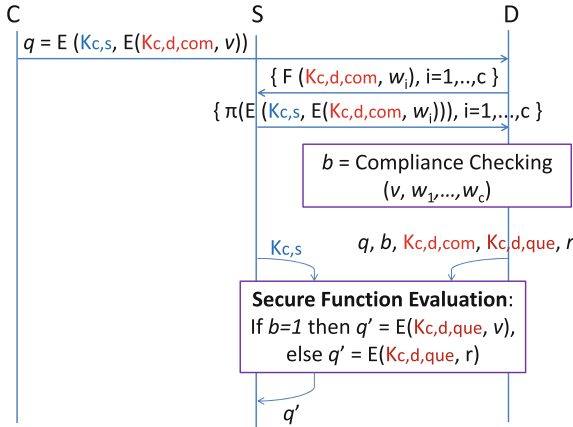 C S D
q = E (Kc,s, E(Kc,d,com, v))
{ F (Kc,d,com, wi), i=1,..,c }
{ π(E (Kc,s, E(Kc,d,com, wi))), i=1,...,c }
b = Compliance Checking
(v, w1,...,wc)
Kc,s q, b, Kc,d,com, Kc,d,que, r
Secure Function Evaluation:
If b=1 then q’ = E(Kc,d,que, v),
else q’ = E(Kc,d,que, r)
q’